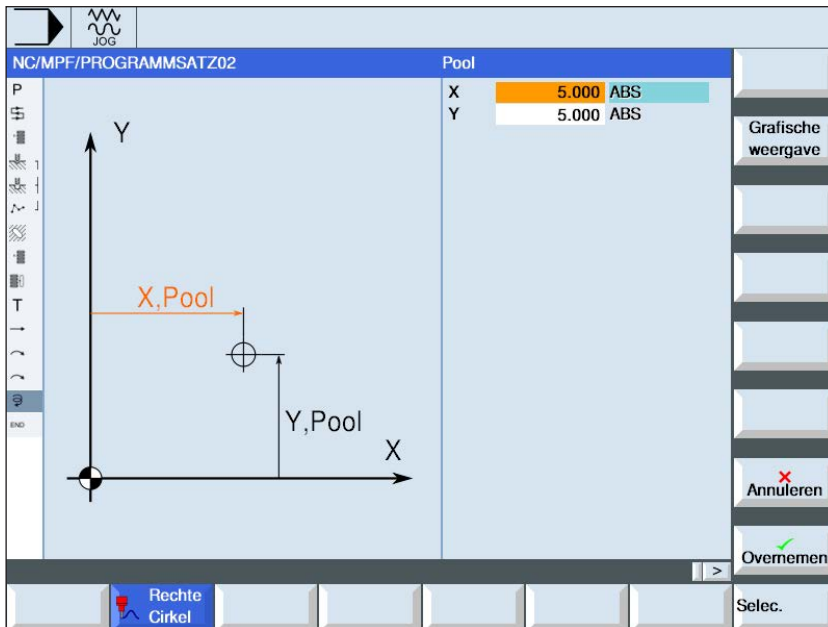 JOG
NC/MPF/PROGRAMMSATZ02
Pool
P
T
END
Y
X,Pool
Y,Pool
X
X 5.000 ABS
Y 5.000 ABS
Grafische
weergave
Annuleren
Overnemen
>
Rechte
Cirkel
Selec.